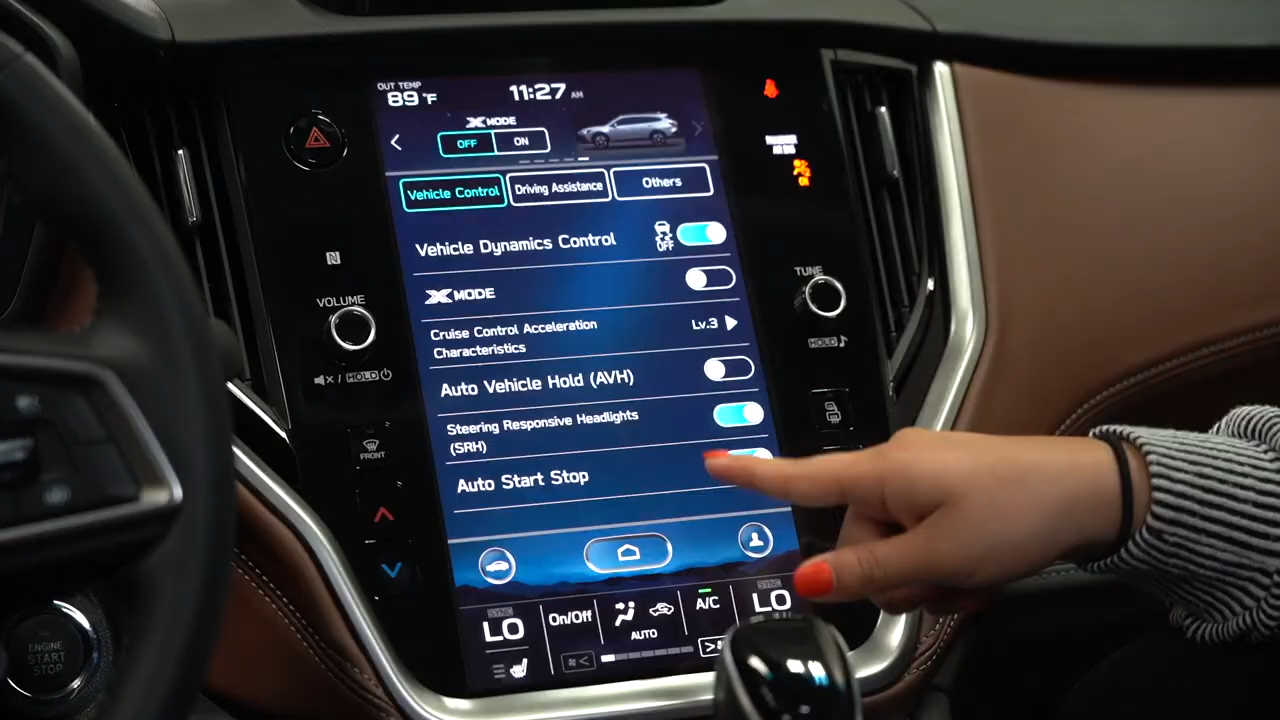 OUT TEMP
89°F
11:27 AM
X MODE
OFF
ON
Vehicle Control
Driving Assistance
Others
Vehicle Dynamics Control
OFF
X MODE
Cruise Control Acceleration
Characteristics
Lv.3
Auto Vehicle Hold (AVH)
Steering Responsive Headlights
(SRH)
Auto Start Stop
SYNC
LO
On/Off
AUTO
A/C
SYNC
LO
VOLUME
HOLD
FRONT
TUNE
HOLD
ENGINE
START
STOP